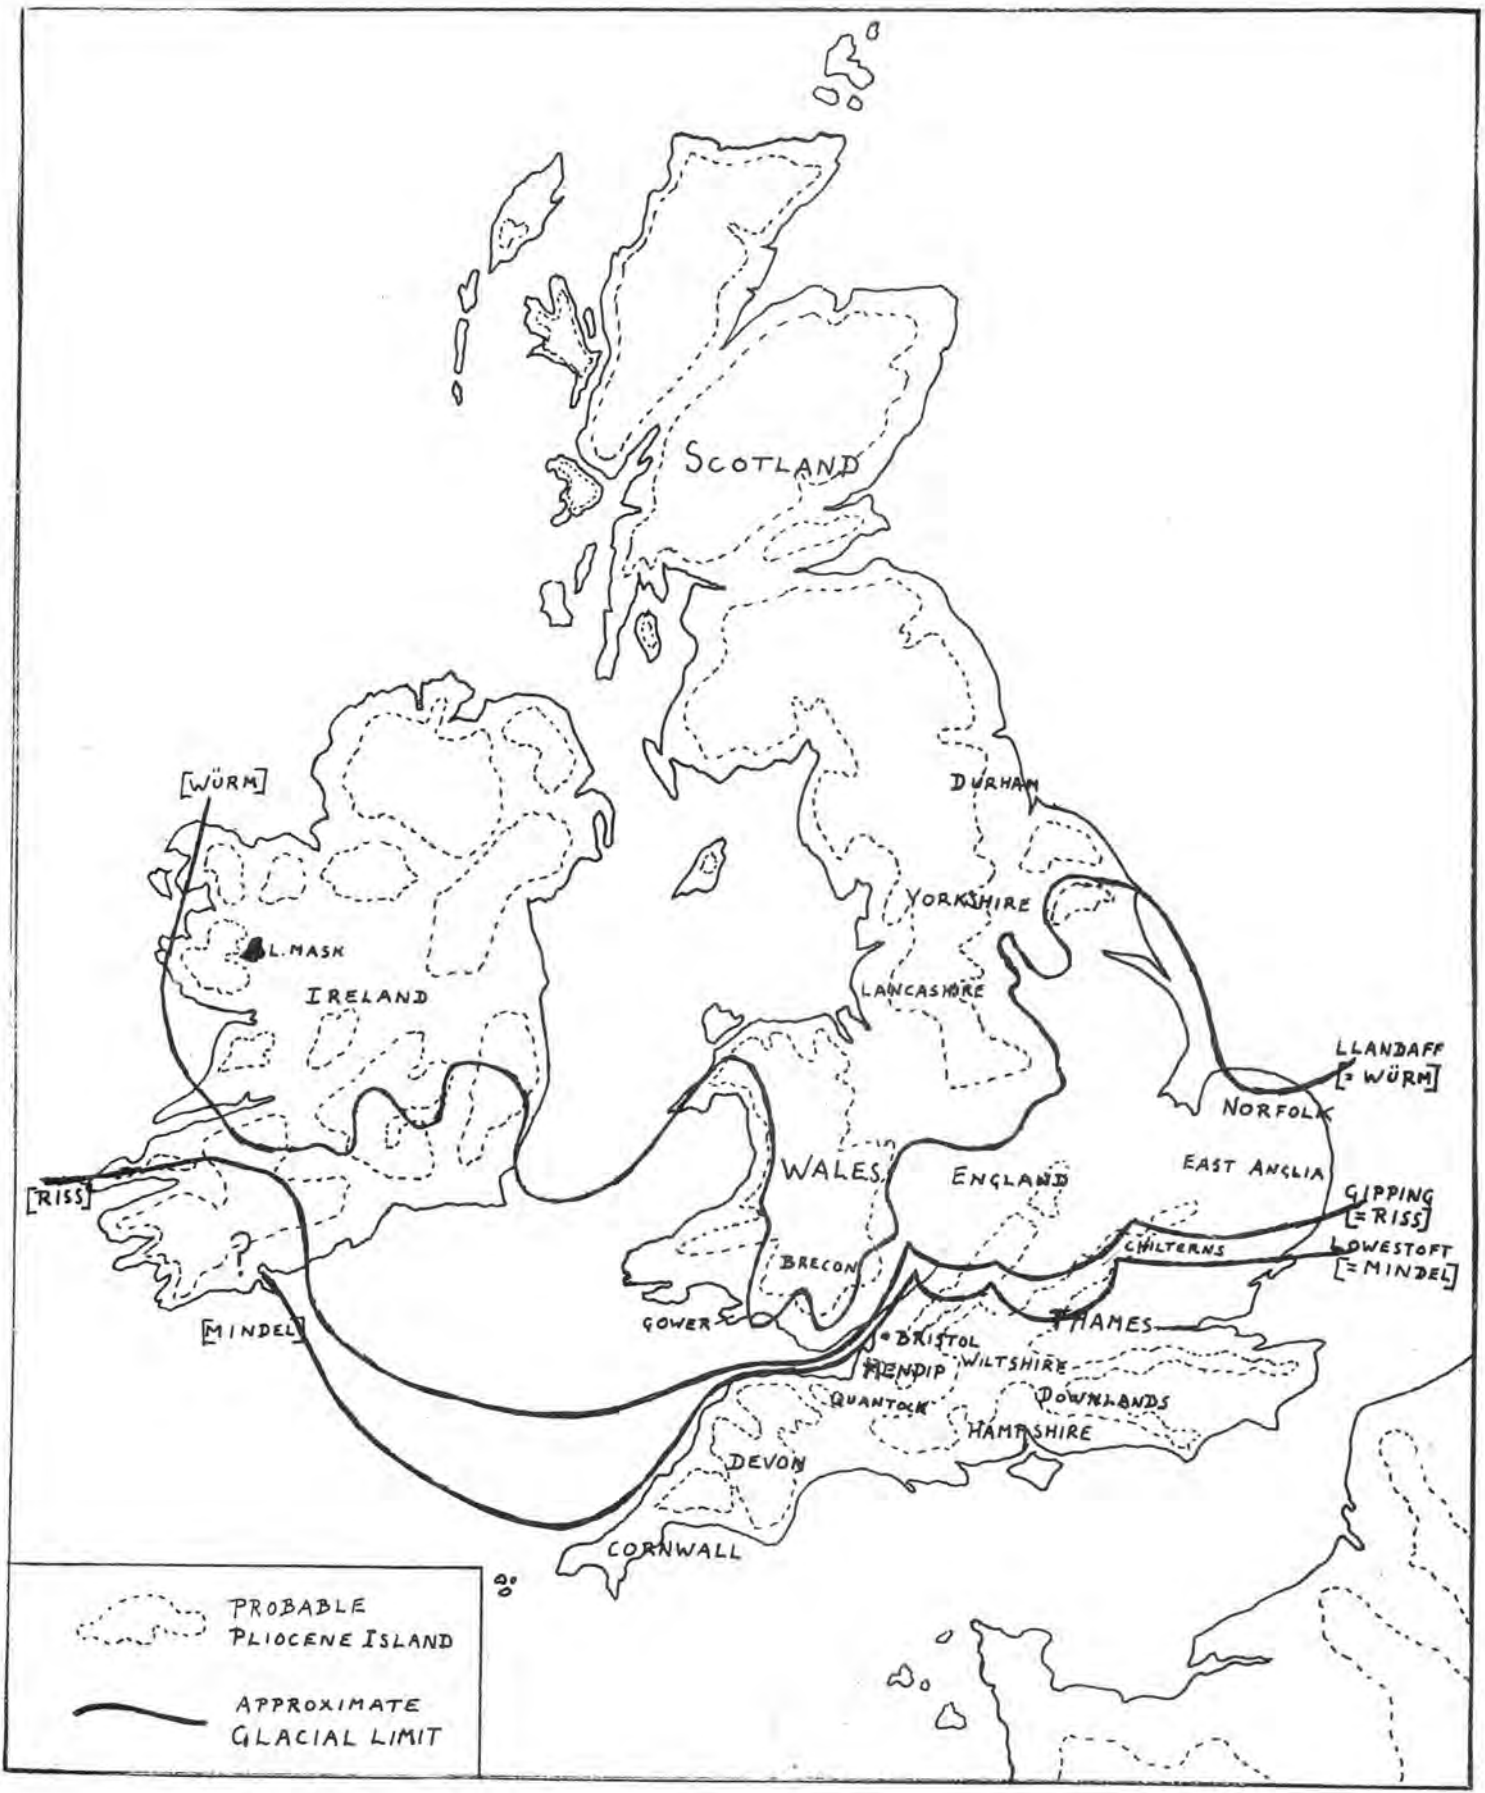 SCOTLAND
[WÜRM]
DURHAM
YORKSHIRE
L. MASK
IRELAND
LANCASHIRE
LLANDAFF
[= WÜRM]
NORFOLK
WALES
ENGLAND
EAST ANGLIA
[RISS]
GIPPING
[= RISS]
?
CHILTERNS
LOWESTOFT
[= MINDEL]
BRECON
GOWER
[MINDEL]
THAMES
BRISTOL
MENDIP
WILTSHIRE
QUANTOCK
DOWNLANDS
HAMPSHIRE
DEVON
CORNWALL
PROBABLE
PLIOCENE ISLAND
APPROXIMATE
GLACIAL LIMIT